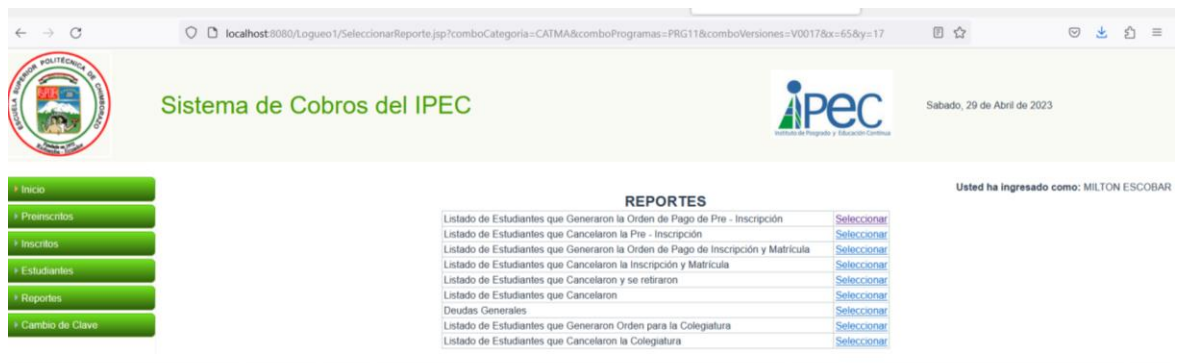 localhost:8080/Logueo1/SeleccionarReporte.jsp?comboCategoria=CATMA&comboProgramas=PRG11&comboVersiones=V0017&x=65&y=17
ESCUELA SUPERIOR POLITÉCNICA DE CHIMBORAZO
Sistema de Cobros del IPEC
ipec
Instituto de Posgrado y Educación Continua
Sabado, 29 de Abril de 2023
Usted ha ingresado como: MILTON ESCOBAR
Inicio
Preinscritos
Inscritos
Estudiantes
Reportes
Cambio de Clave
REPORTES
Listado de Estudiantes que Generaron la Orden de Pago de Pre - Inscripción Seleccionar
Listado de Estudiantes que Cancelaron la Pre - Inscripción Seleccionar
Listado de Estudiantes que Generaron la Orden de Pago de Inscripción y Matrícula Seleccionar
Listado de Estudiantes que Cancelaron la Inscripción y Matrícula Seleccionar
Listado de Estudiantes que Cancelaron y se retiraron Seleccionar
Listado de Estudiantes que Cancelaron Seleccionar
Deudas Generales Seleccionar
Listado de Estudiantes que Generaron Orden para la Colegiatura Seleccionar
Listado de Estudiantes que Cancelaron la Colegiatura Seleccionar